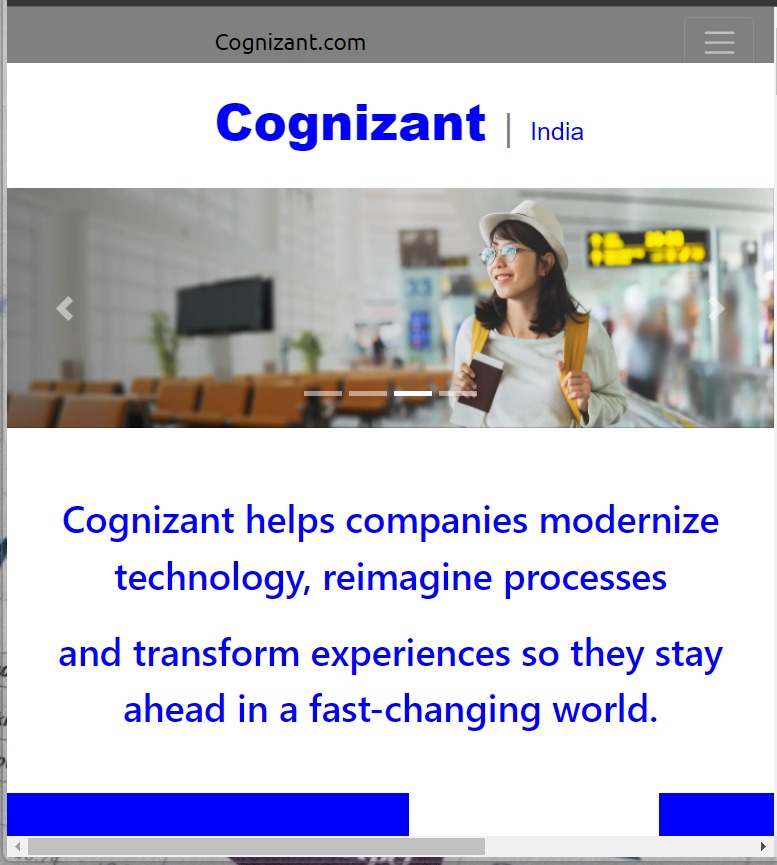 Cognizant.com
Cognizant | India
33
Cognizant helps companies modernize
technology, reimagine processes
and transform experiences so they stay
ahead in a fast-changing world.